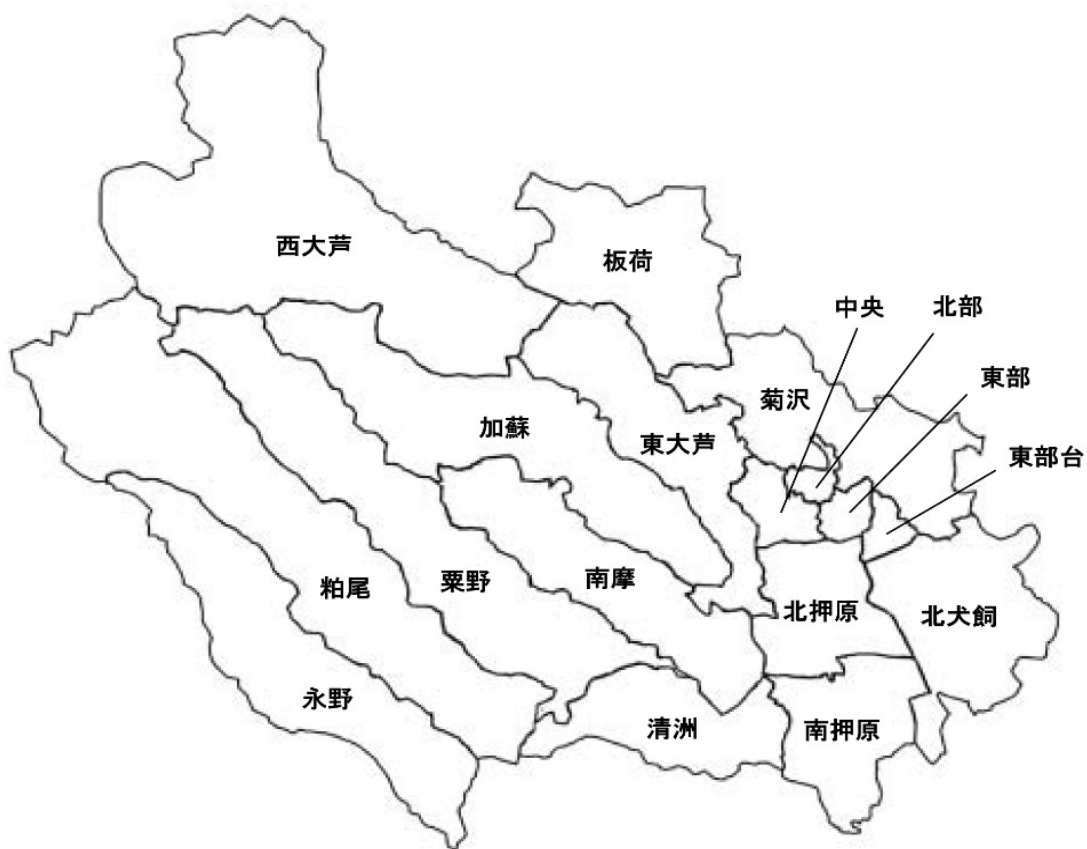 西大芦
板荷
中央
北部
東部
菊沢
東部台
加蘇
東大芦
粕尾
粟野
南摩
北押原
北犬飼
永野
清洲
南押原